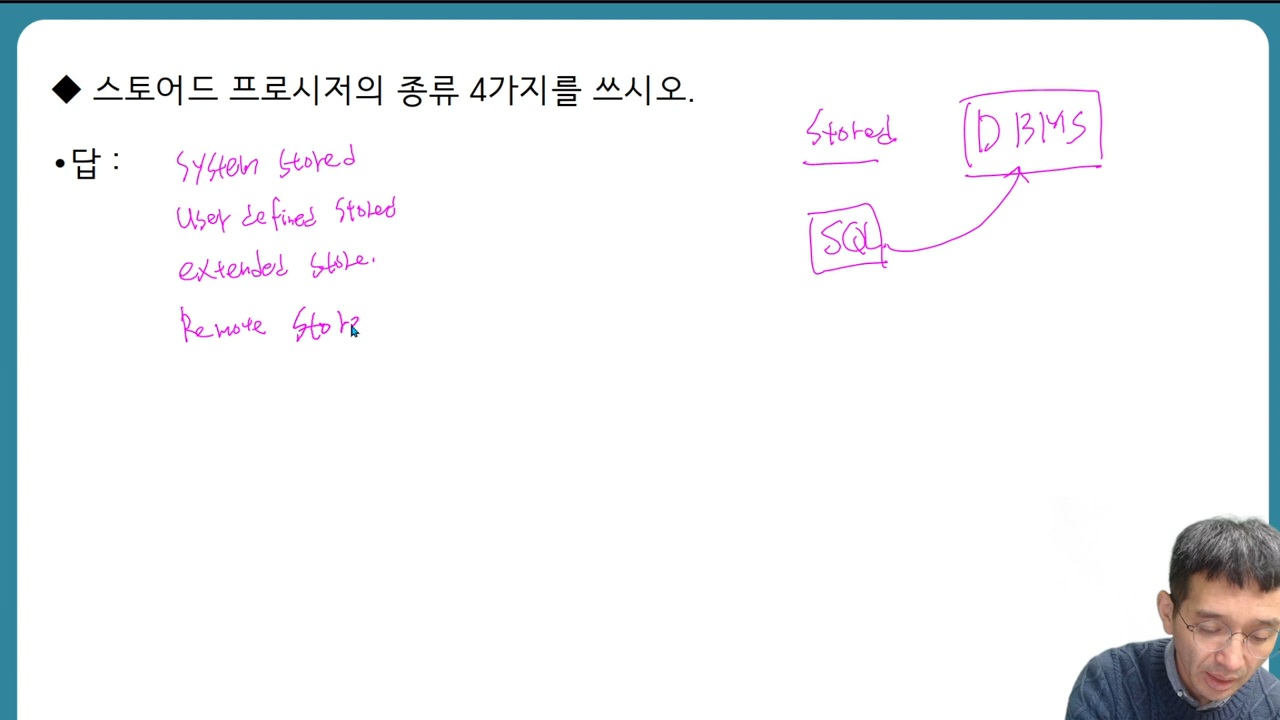 ◆ 스토어드 프로시저의 종류 4가지를 쓰시오.
• 답 :
System Stored
User defined Stored
extended Store.
Remote Store
Stored
DBMS
SQL